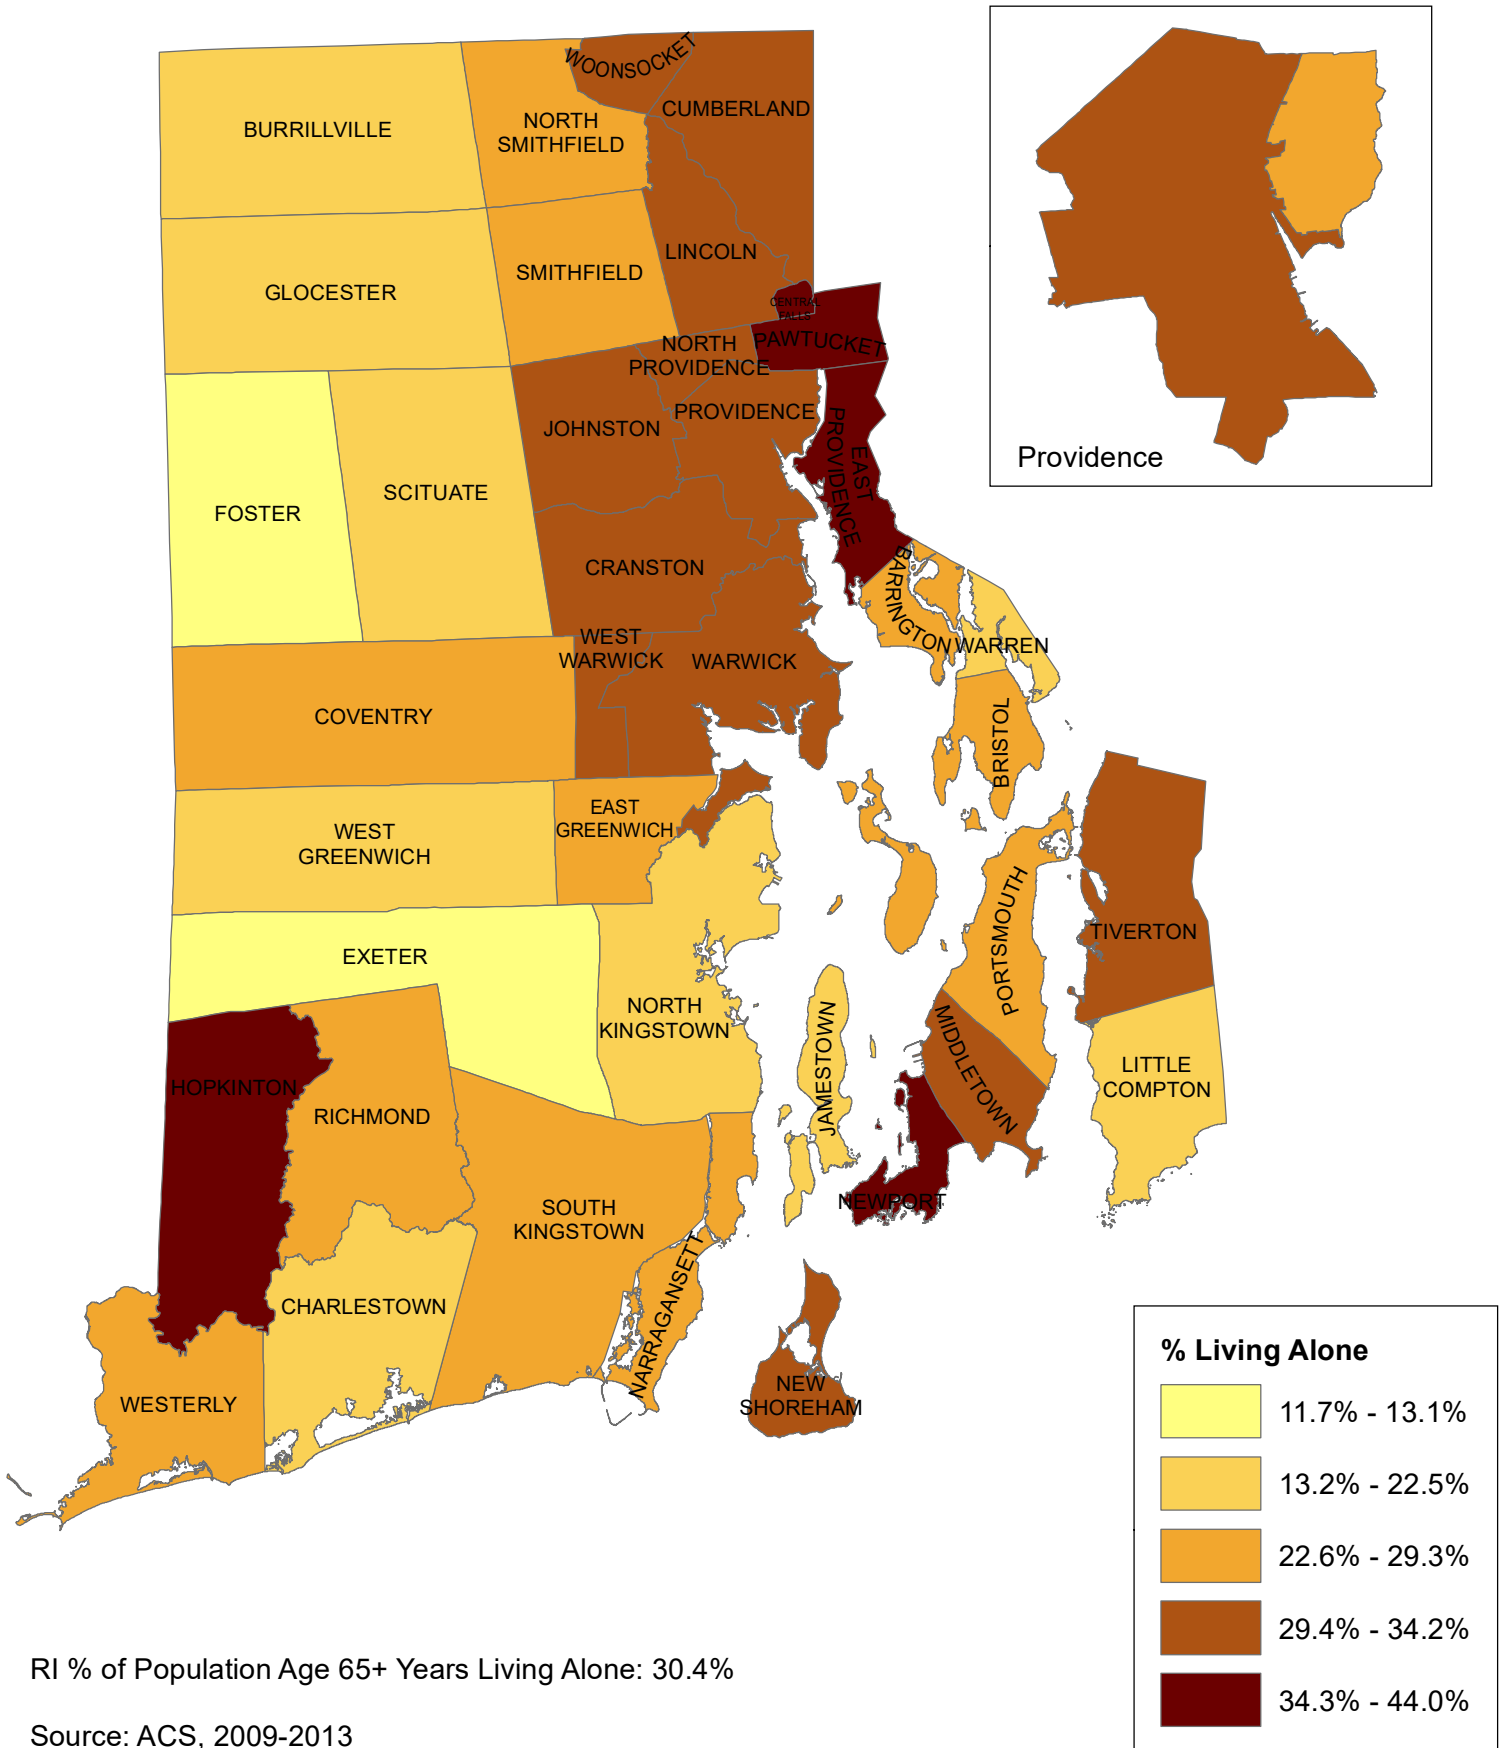 WOONSOCKET
CUMBERLAND
BURRILLVILLE
NORTH
SMITHFIELD
LINCOLN
SMITHFIELD
GLOCESTER
CENTRAL
FALLS
PAWTUCKET
NORTH
PROVIDENCE
PROVIDENCE
JOHNSTON
EAST
PROVIDENCE
SCITUATE
FOSTER
CRANSTON
BARRINGTON
WARREN
WEST
WARWICK
WARWICK
COVENTRY
BRISTOL
EAST
GREENWICH
WEST
GREENWICH
PORTSMOUTH
TIVERTON
EXETER
NORTH
KINGSTOWN
JAMESTOWN
MIDDLETOWN
LITTLE
COMPTON
HOPKINTON
RICHMOND
NEWPORT
SOUTH
KINGSTOWN
NARRAGANSETT
CHARLESTOWN
NEW
SHOREHAM
WESTERLY
Providence
% Living Alone
11.7% - 13.1%
13.2% - 22.5%
22.6% - 29.3%
29.4% - 34.2%
34.3% - 44.0%
RI % of Population Age 65+ Years Living Alone: 30.4%
Source: ACS, 2009-2013